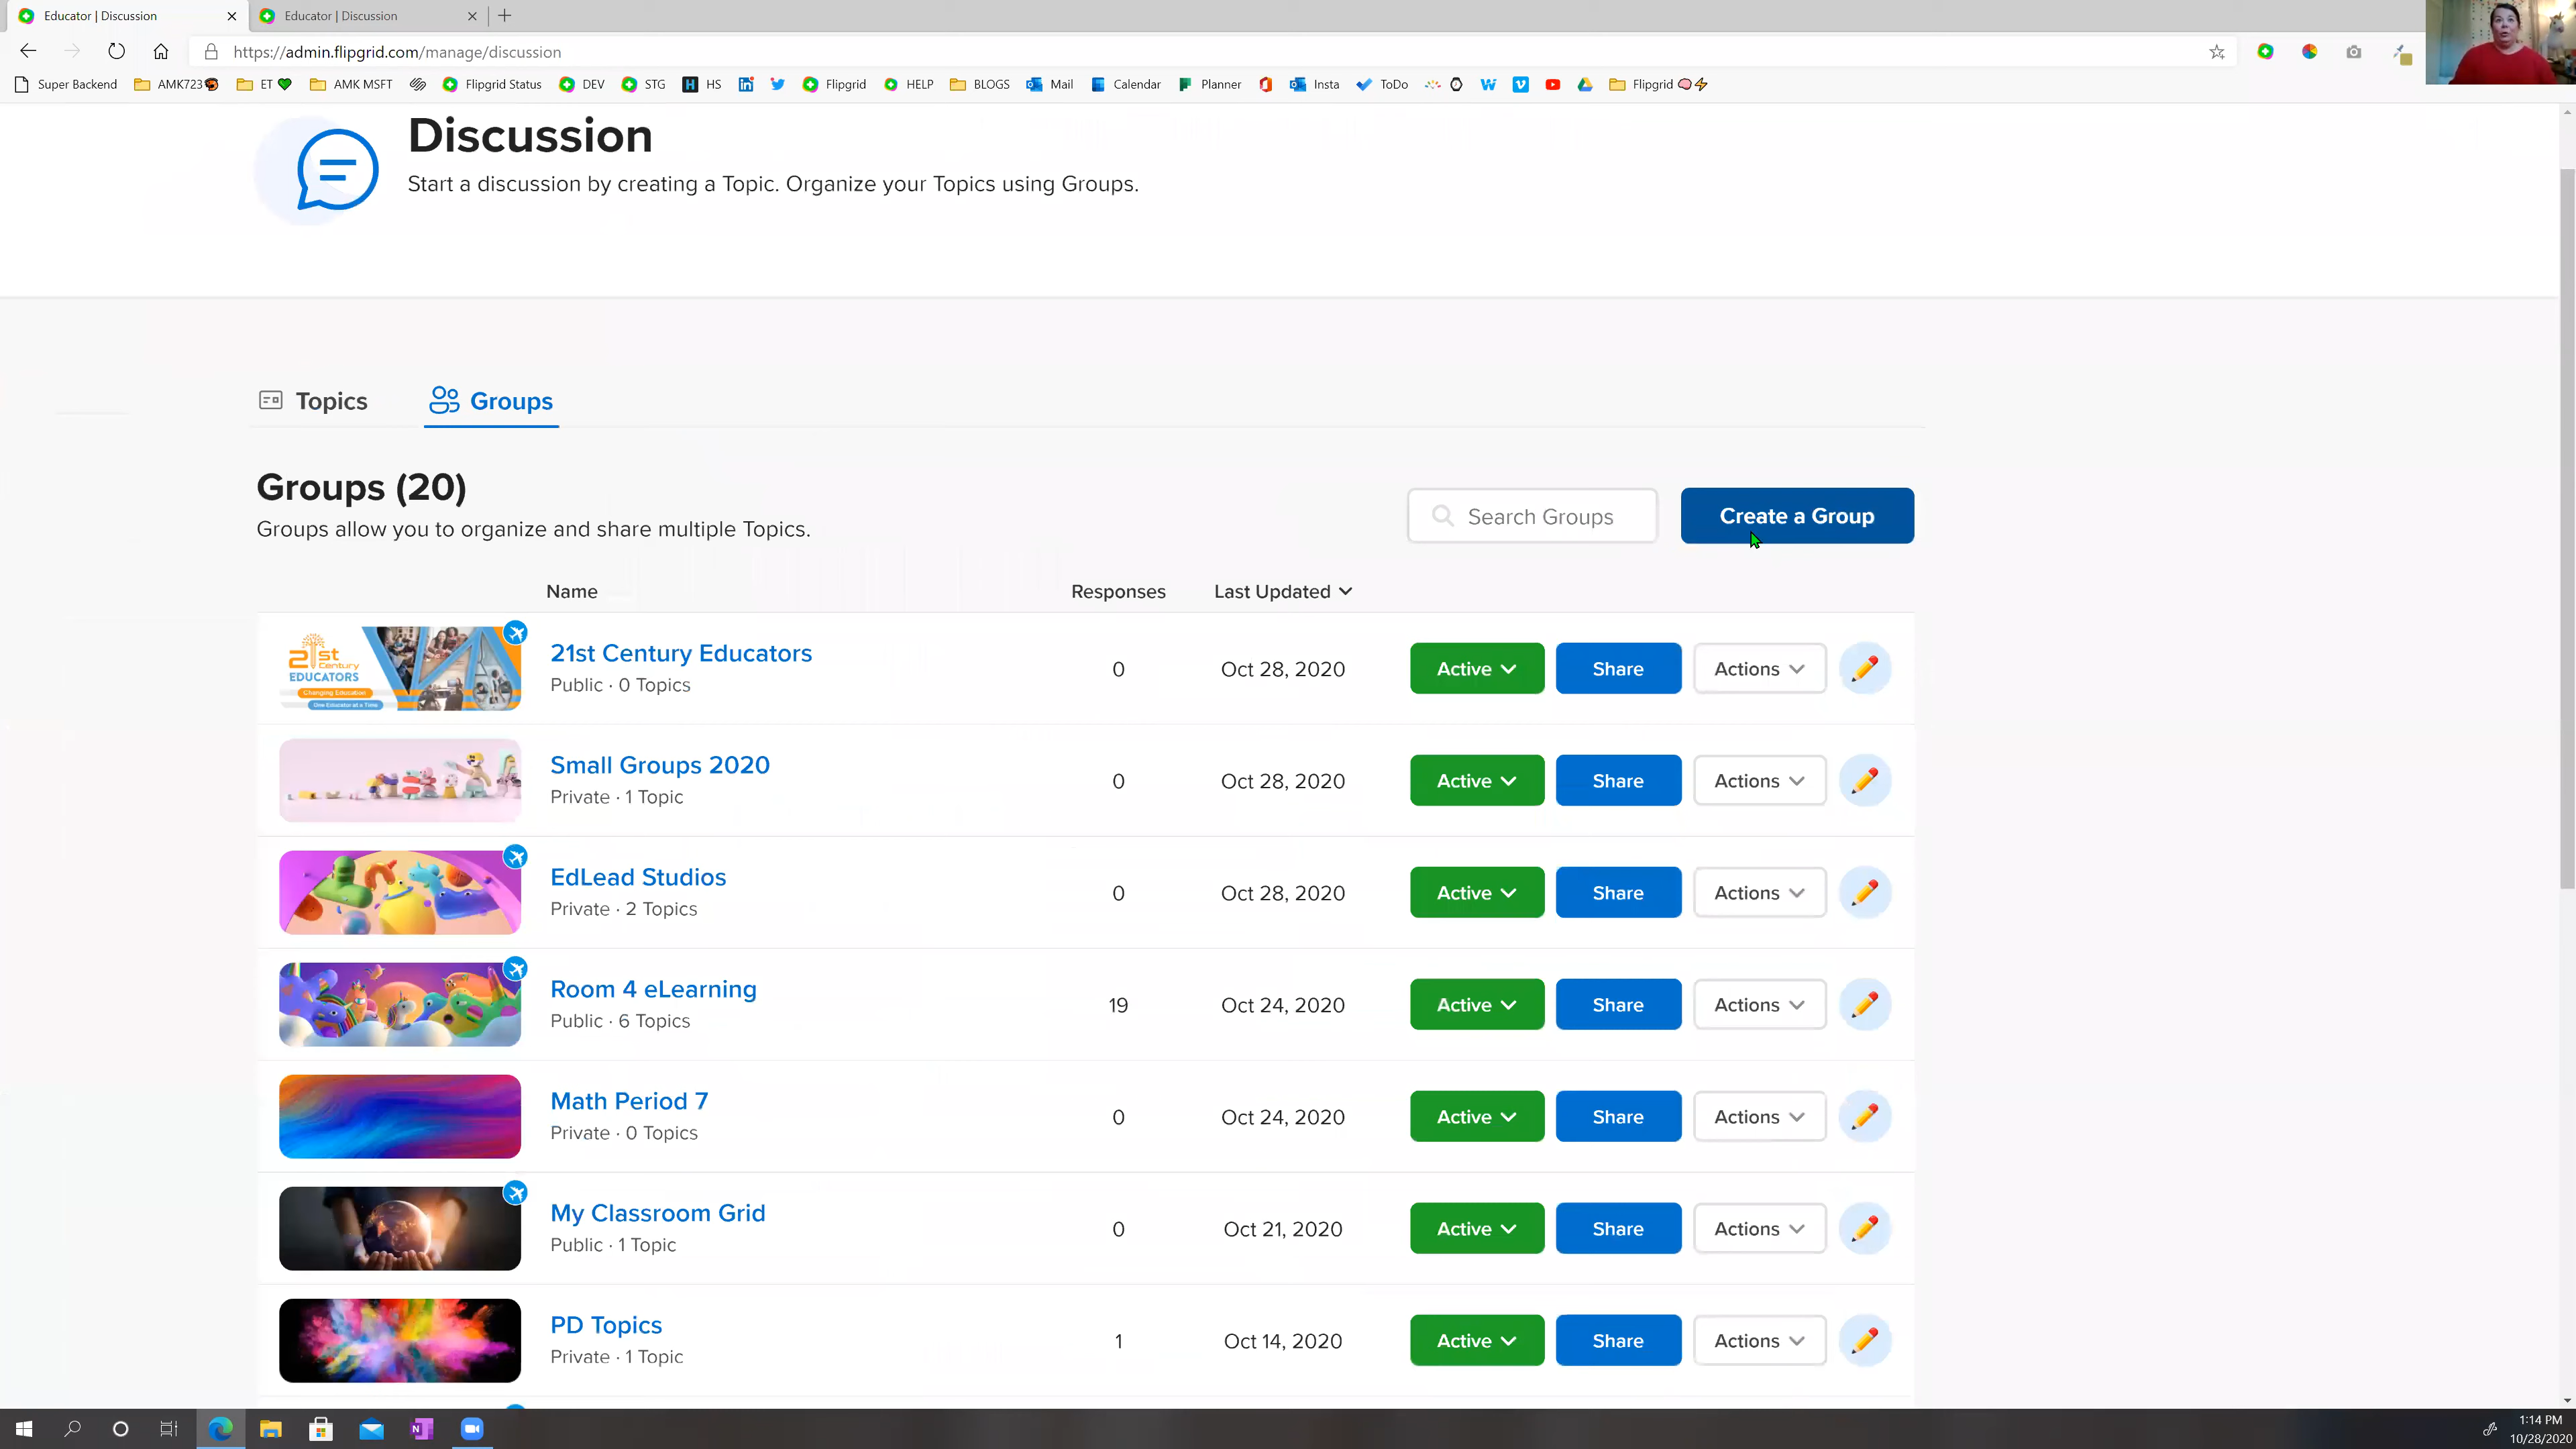 Educator | Discussion
Educator | Discussion
https://admin.flipgrid.com/manage/discussion
Super Backend AMK723 ET AMK MSFT Flipgrid Status DEV STG H HS Flipgrid HELP BLOGS Mail Calendar Planner Insta ToDo Flipgrid
Discussion
Start a discussion by creating a Topic. Organize your Topics using Groups.
Topics Groups
Groups (20)
Groups allow you to organize and share multiple Topics.
Search Groups
Create a Group
Name Responses Last Updated
21st Century EDUCATORS
Changing Education
One Educator at a Time
21st Century Educators
Public · 0 Topics
0 Oct 28, 2020 Active Share Actions
Small Groups 2020
Private · 1 Topic
0 Oct 28, 2020 Active Share Actions
EdLead Studios
Private · 2 Topics
0 Oct 28, 2020 Active Share Actions
Room 4 eLearning
Public · 6 Topics
19 Oct 24, 2020 Active Share Actions
Math Period 7
Private · 0 Topics
0 Oct 24, 2020 Active Share Actions
My Classroom Grid
Public · 1 Topic
0 Oct 21, 2020 Active Share Actions
PD Topics
Private · 1 Topic
1 Oct 14, 2020 Active Share Actions
1:14 PM
10/28/2020